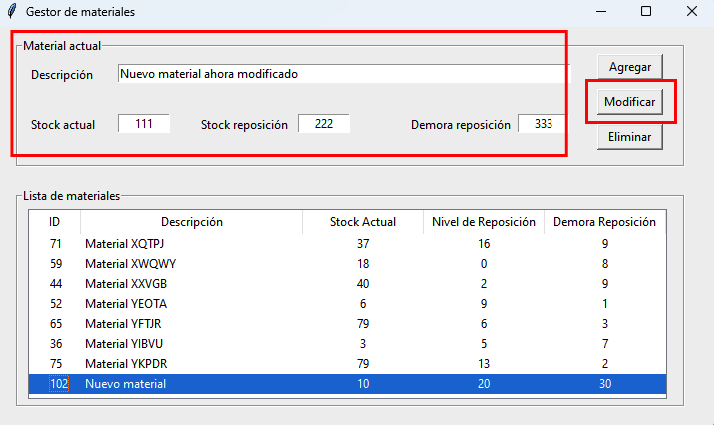 Gestor de materiales
Material actual
Descripción Nuevo material ahora modificado
Agregar
Modificar
Stock actual 111 Stock reposición 222 Demora reposición 333
Eliminar
Lista de materiales
ID Descripción Stock Actual Nivel de Reposición Demora Reposición
71 Material XQTPJ 37 16 9
59 Material XWQWY 18 0 8
44 Material XXVGB 40 2 9
52 Material YEOTA 6 9 1
65 Material YFTJR 79 6 3
36 Material YIBVU 3 5 7
75 Material YKPDR 79 13 2
102 Nuevo material 10 20 30